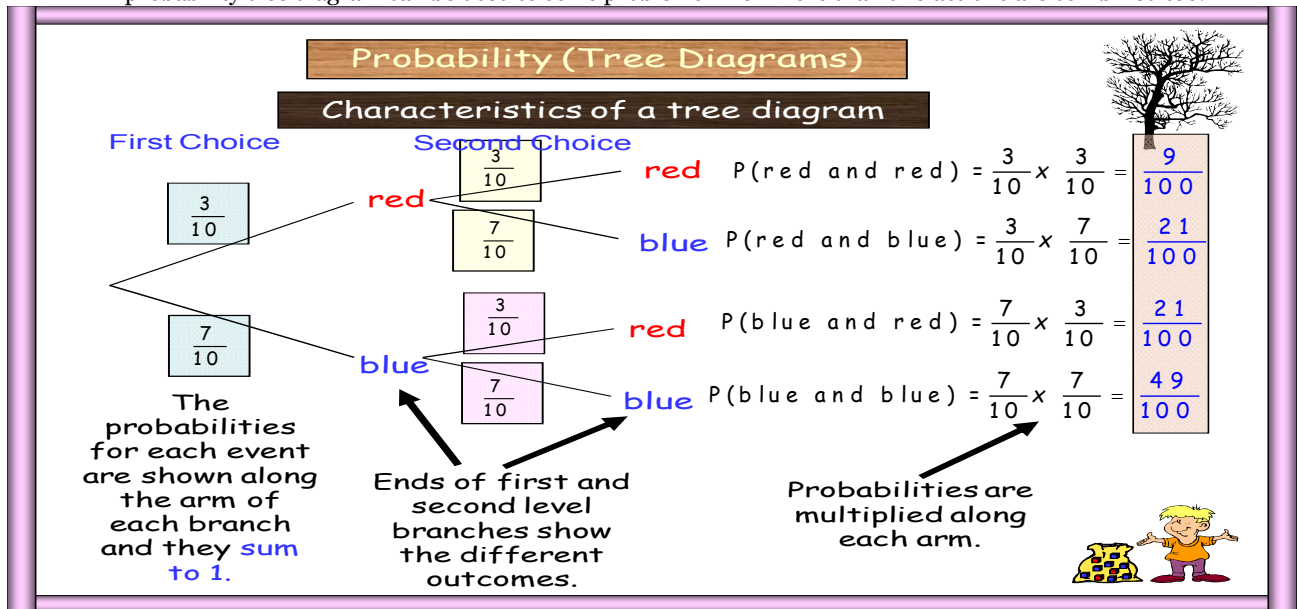 Probability (Tree Diagrams)
Characteristics of a tree diagram
First Choice
Second Choice
3/10
7/10
red
blue
3/10
7/10
3/10
7/10
red P(red and red) = 3/10 x 3/10 = 9/100
blue P(red and blue) = 3/10 x 7/10 = 21/100
red P(blue and red) = 7/10 x 3/10 = 21/100
blue P(blue and blue) = 7/10 x 7/10 = 49/100
The
probabilities
for each event
are shown along
the arm of
each branch
and they sum
to 1.
Ends of first and
second level
branches show
the different
outcomes.
Probabilities are
multiplied along
each arm.